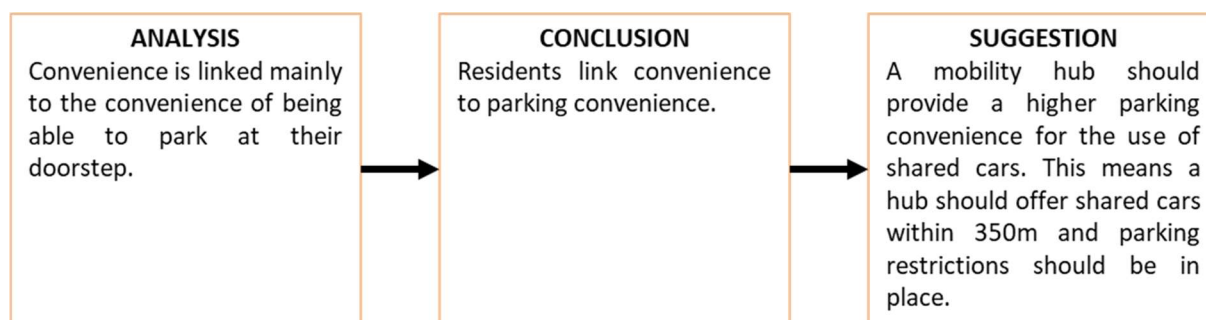 ANALYSIS
Convenience is linked mainly
to the convenience of being
able to park at their
doorstep.
CONCLUSION
Residents link convenience
to parking convenience.
SUGGESTION
A mobility hub should
provide a higher parking
convenience for the use of
shared cars. This means a
hub should offer shared cars
within 350m and parking
restrictions should be in
place.